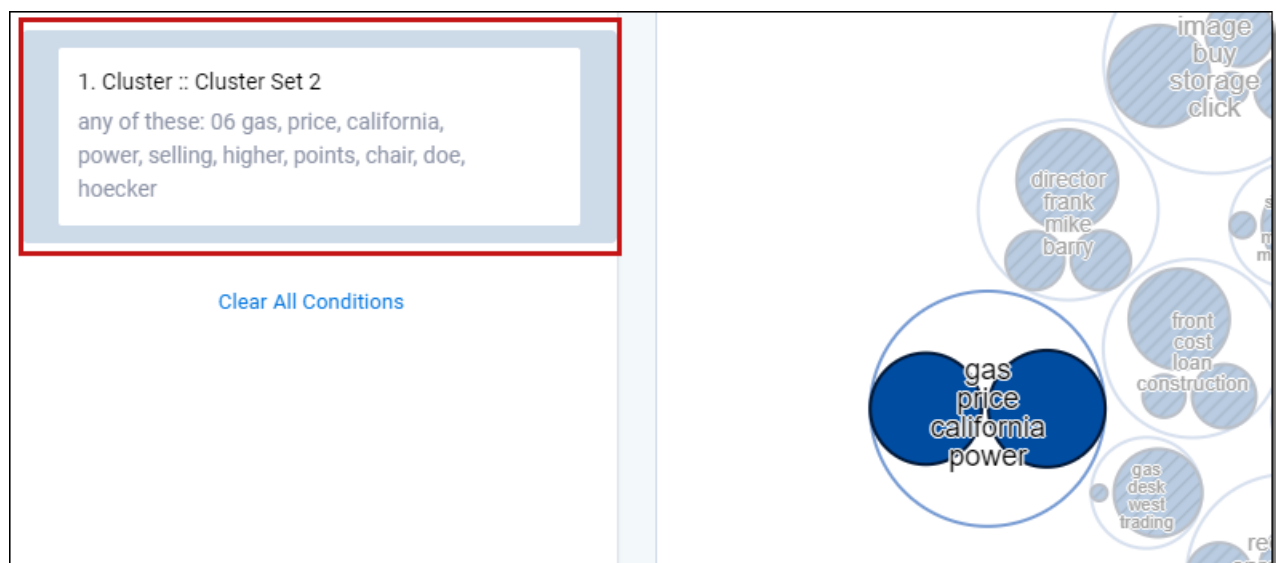 1. Cluster :: Cluster Set 2
any of these: 06 gas, price, california,
power, selling, higher, points, chair, doe,
hoecker
Clear All Conditions
image
buy
storage
click
director
frank
mike
barry
front
cost
loan
construction
gas
price
california
power
gas
desk
west
trading